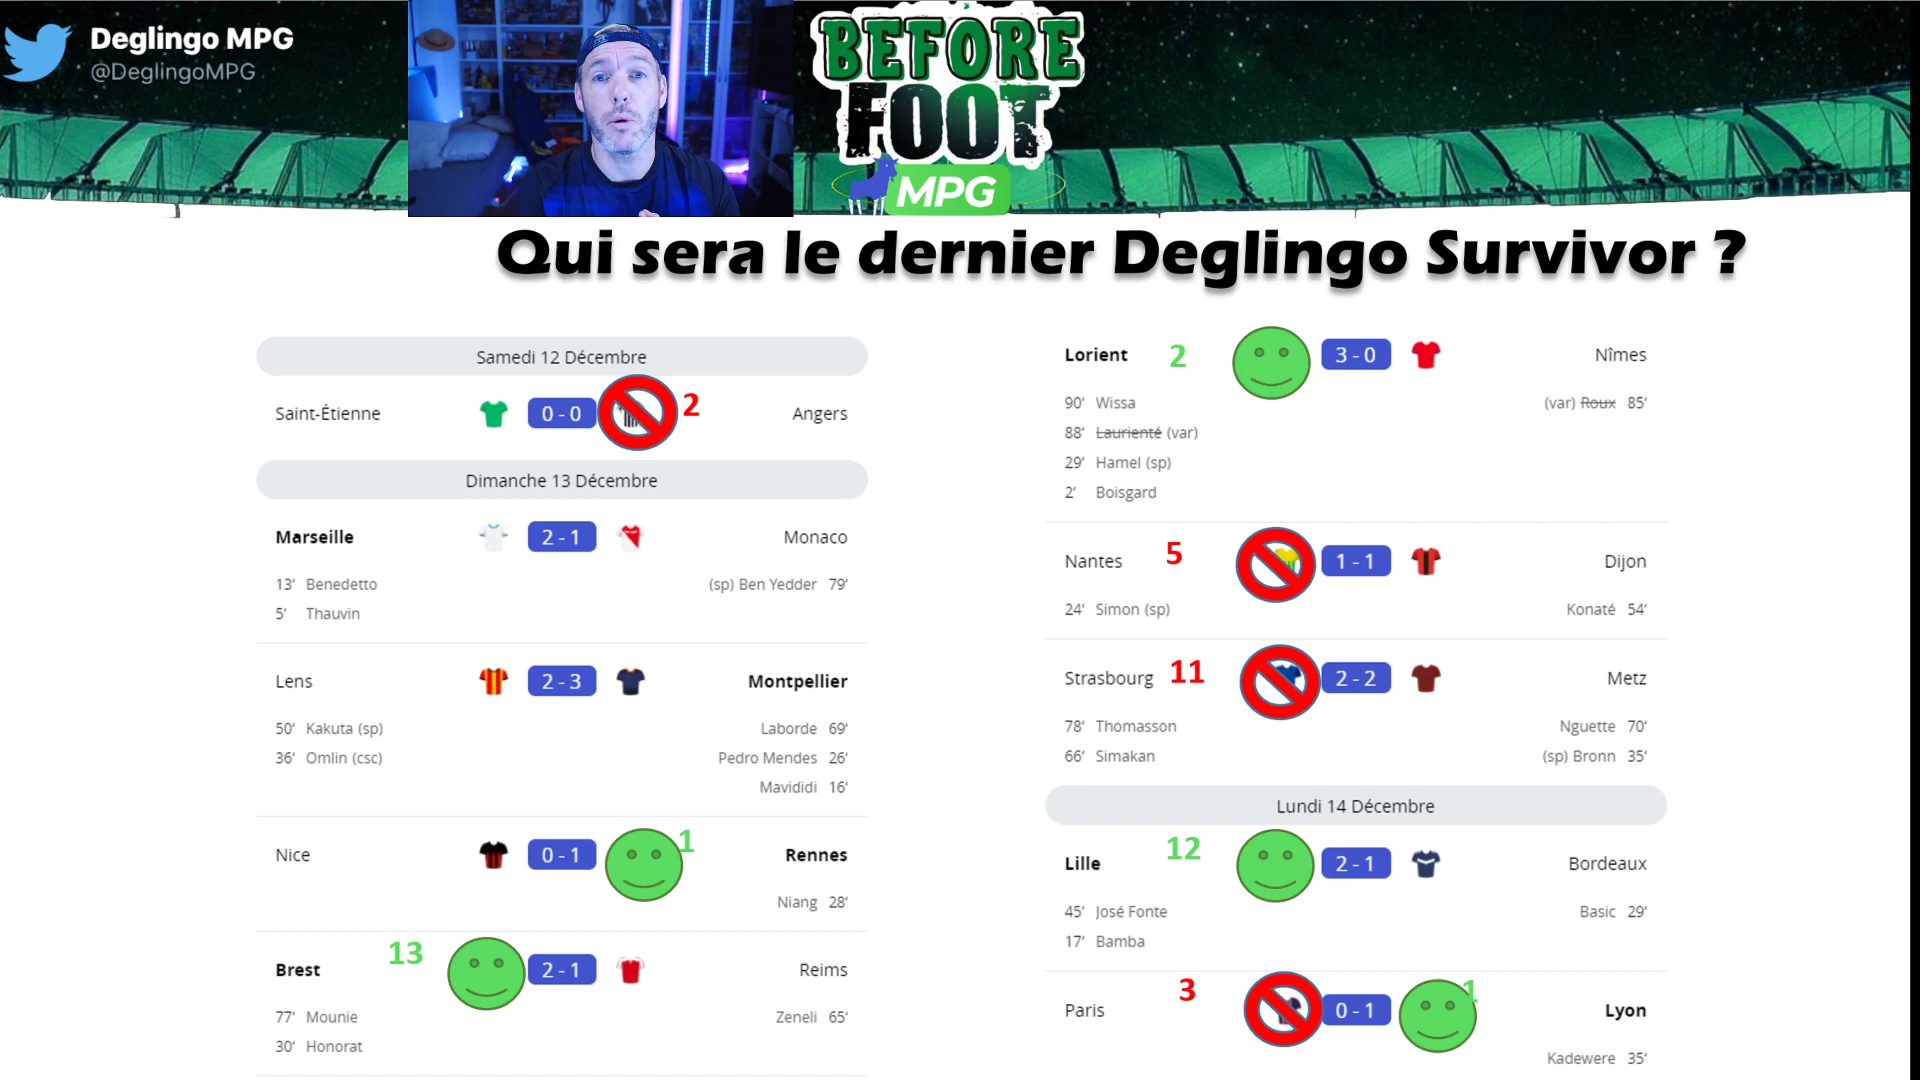 Deglingo MPG
@DeglingoMPG
BEFORE
FOOT
MPG
Qui sera le dernier Deglingo Survivor ?
Samedi 12 Décembre
Saint-Étienne 0 - 0 2 Angers
Dimanche 13 Décembre
Marseille 2 - 1 Monaco
13' Benedetto (sp) Ben Yedder 79'
5' Thauvin
Lens 2 - 3 Montpellier
50' Kakuta (sp) Laborde 69'
36' Omlin (csc) Pedro Mendes 26'
Mavididi 16'
Nice 0 - 1 1 Rennes
Niang 28'
Brest 13 2 - 1 Reims
77' Mounie Zeneli 65'
30' Honorat
Lorient 2 3 - 0 Nîmes
90' Wissa (var) Roux 85'
88' Laurienté (var)
29' Hamel (sp)
2' Boisgard
Nantes 5 1 - 1 Dijon
24' Simon (sp) Konaté 54'
Strasbourg 11 2 - 2 Metz
78' Thomasson Nguette 70'
66' Simakan (sp) Bronn 35'
Lundi 14 Décembre
Lille 12 2 - 1 Bordeaux
45' José Fonte Basic 29'
17' Bamba
Paris 3 0 - 1 1 Lyon
Kadewere 35'